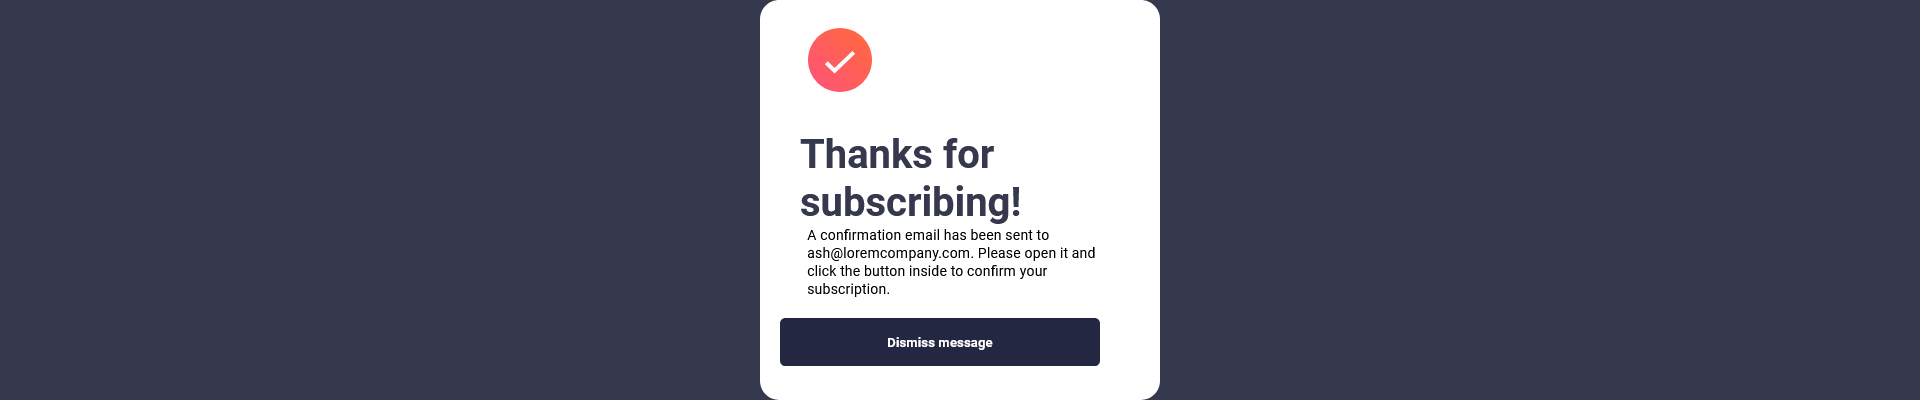 Thanks for
subscribing!
A confirmation email has been sent to
ash@loremcompany.com. Please open it and
click the button inside to confirm your
subscription.
Dismiss message